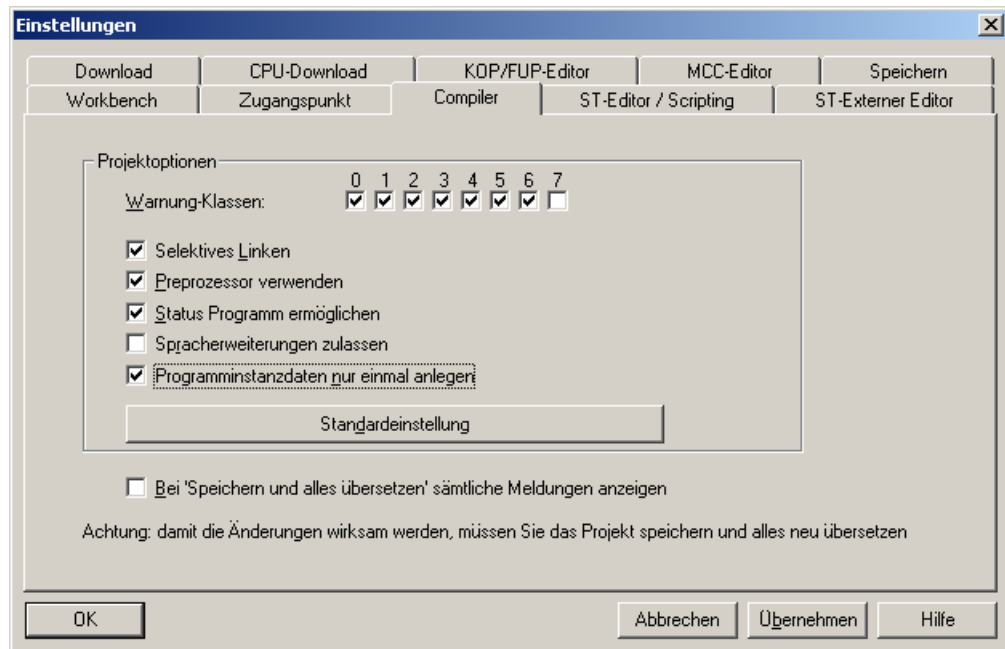 Einstellungen
Download CPU-Download KOP/FUP-Editor MCC-Editor Speichern
Workbench Zugangspunkt Compiler ST-Editor / Scripting ST-Externer Editor
Projektoptionen
0 1 2 3 4 5 6 7
Warnung-Klassen:
Selektives Linken
Preprozessor verwenden
Status Programm ermöglichen
Spracherweiterungen zulassen
Programminstanzdaten nur einmal anlegen
Standardeinstellung
Bei 'Speichern und alles übersetzen' sämtliche Meldungen anzeigen
Achtung: damit die Änderungen wirksam werden, müssen Sie das Projekt speichern und alles neu übersetzen
OK Abbrechen Übernehmen Hilfe